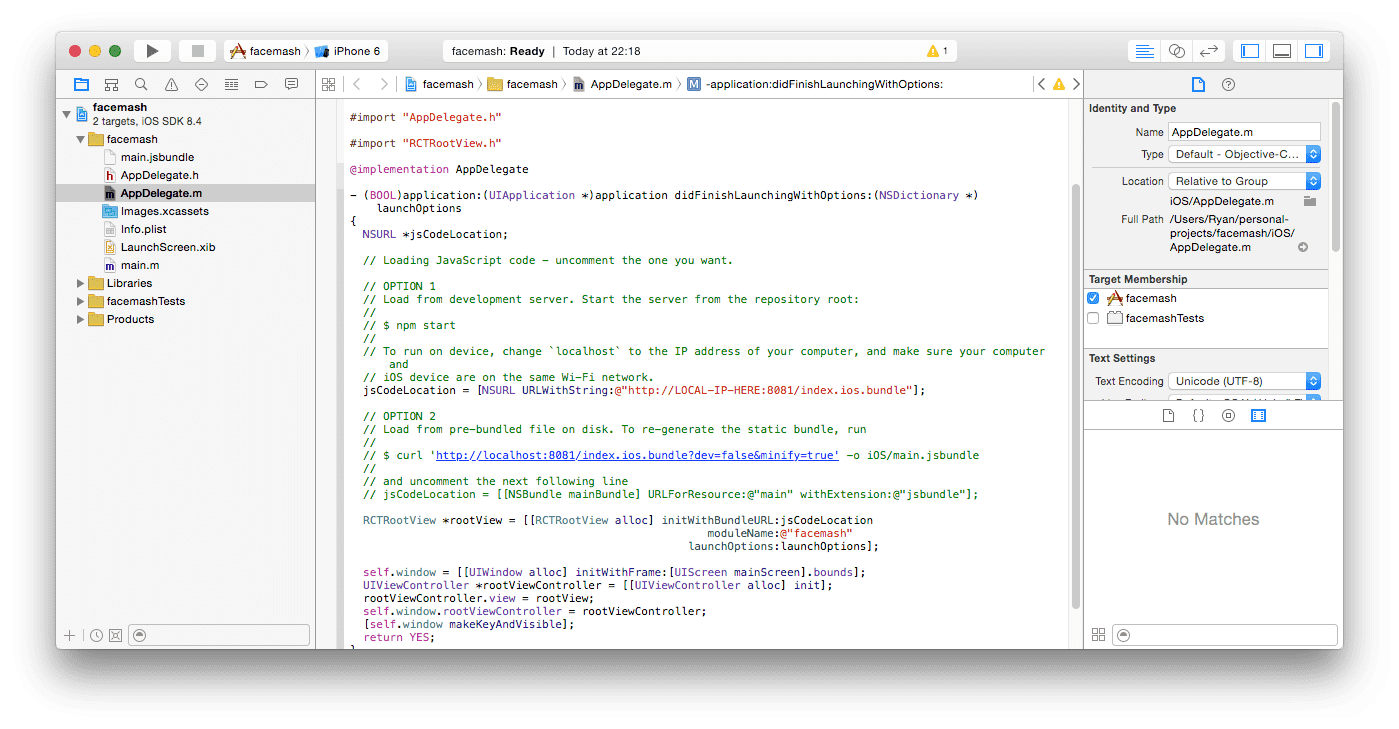 facemash
iPhone 6
facemash: Ready | Today at 22:18
1
facemash
facemash
AppDelegate.m
M
-application:didFinishLaunchingWithOptions:
facemash
2 targets, iOS SDK 8.4
facemash
main.jsbundle
h AppDelegate.h
m AppDelegate.m
Images.xcassets
Info.plist
LaunchScreen.xib
m main.m
Libraries
facemashTests
Products
#import "AppDelegate.h"
#import "RCTRootView.h"
@implementation AppDelegate
- (BOOL)application:(UIApplication *)application didFinishLaunchingWithOptions:(NSDictionary *)
launchOptions
{
NSURL *jsCodeLocation;
// Loading JavaScript code - uncomment the one you want.
// OPTION 1
// Load from development server. Start the server from the repository root:
//
// $ npm start
//
// To run on device, change `localhost` to the IP address of your computer, and make sure your computer
and
// iOS device are on the same Wi-Fi network.
jsCodeLocation = [NSURL URLWithString:@"http://LOCAL-IP-HERE:8081/index.ios.bundle"];
// OPTION 2
// Load from pre-bundled file on disk. To re-generate the static bundle, run
//
// $ curl 'http://localhost:8081/index.ios.bundle?dev=false&minify=true' -o iOS/main.jsbundle
//
// and uncomment the next following line
// jsCodeLocation = [[NSBundle mainBundle] URLForResource:@"main" withExtension:@"jsbundle"];
RCTRootView *rootView = [[RCTRootView alloc] initWithBundleURL:jsCodeLocation
moduleName:@"facemash"
launchOptions:launchOptions];
self.window = [[UIWindow alloc] initWithFrame:[UIScreen mainScreen].bounds];
UIViewController *rootViewController = [[UIViewController alloc] init];
rootViewController.view = rootView;
self.window.rootViewController = rootViewController;
[self.window makeKeyAndVisible];
return YES;
Identity and Type
Name AppDelegate.m
Type Default - Objective-C...
Location Relative to Group
iOS/AppDelegate.m
Full Path /Users/Ryan/personal-
projects/facemash/iOS/
AppDelegate.m
Target Membership
facemash
facemashTests
Text Settings
Text Encoding Unicode (UTF-8)
{ }
No Matches